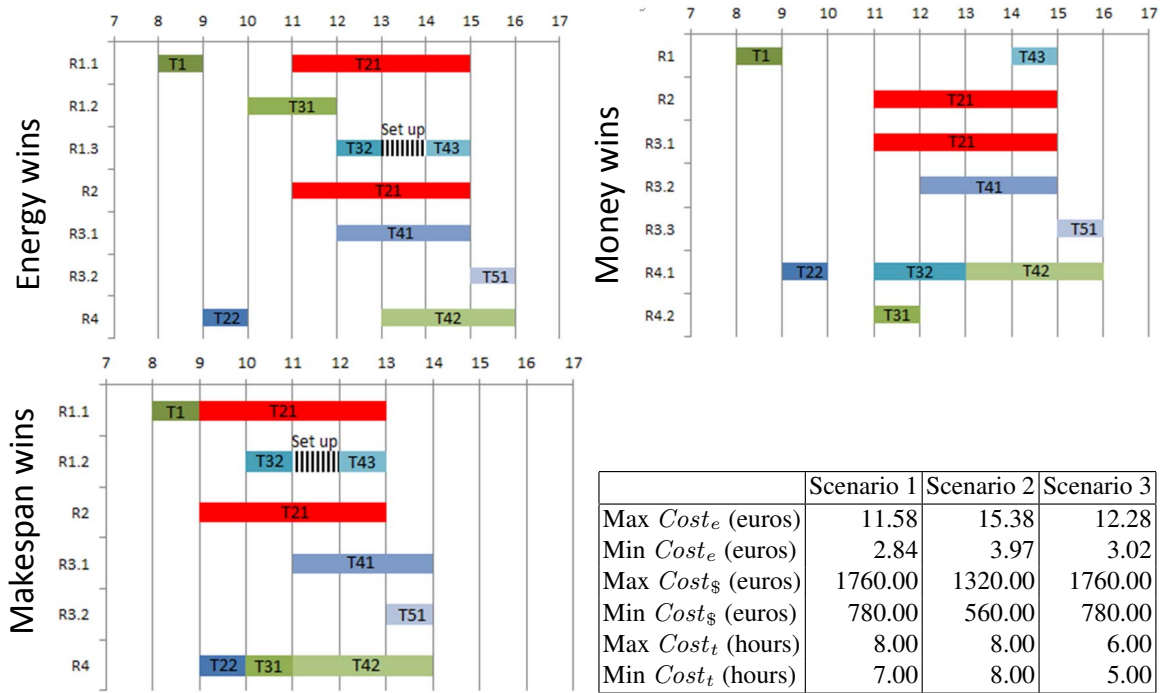 7 8 9 10 11 12 13 14 15 16 17
Energy wins
R1.1 T1 T21
R1.2 T31
Set up
R1.3 T32 T43
R2 T21
R3.1 T41
R3.2 T51
R4 T22 T42
7 8 9 10 11 12 13 14 15 16 17
Money wins
R1 T1 T43
R2 T21
R3.1 T21
R3.2 T41
R3.3 T51
R4.1 T22 T32 T42
R4.2 T31
7 8 9 10 11 12 13 14 15 16 17
Makespan wins
R1.1 T1 T21
Set up
R1.2 T32 T43
R2 T21
R3.1 T41
R3.2 T51
R4 T22 T31 T42
Scenario 1 Scenario 2 Scenario 3
Max Cost_e (euros) 11.58 15.38 12.28
Min Cost_e (euros) 2.84 3.97 3.02
Max Cost_$ (euros) 1760.00 1320.00 1760.00
Min Cost_$ (euros) 780.00 560.00 780.00
Max Cost_t (hours) 8.00 8.00 6.00
Min Cost_t (hours) 7.00 8.00 5.00